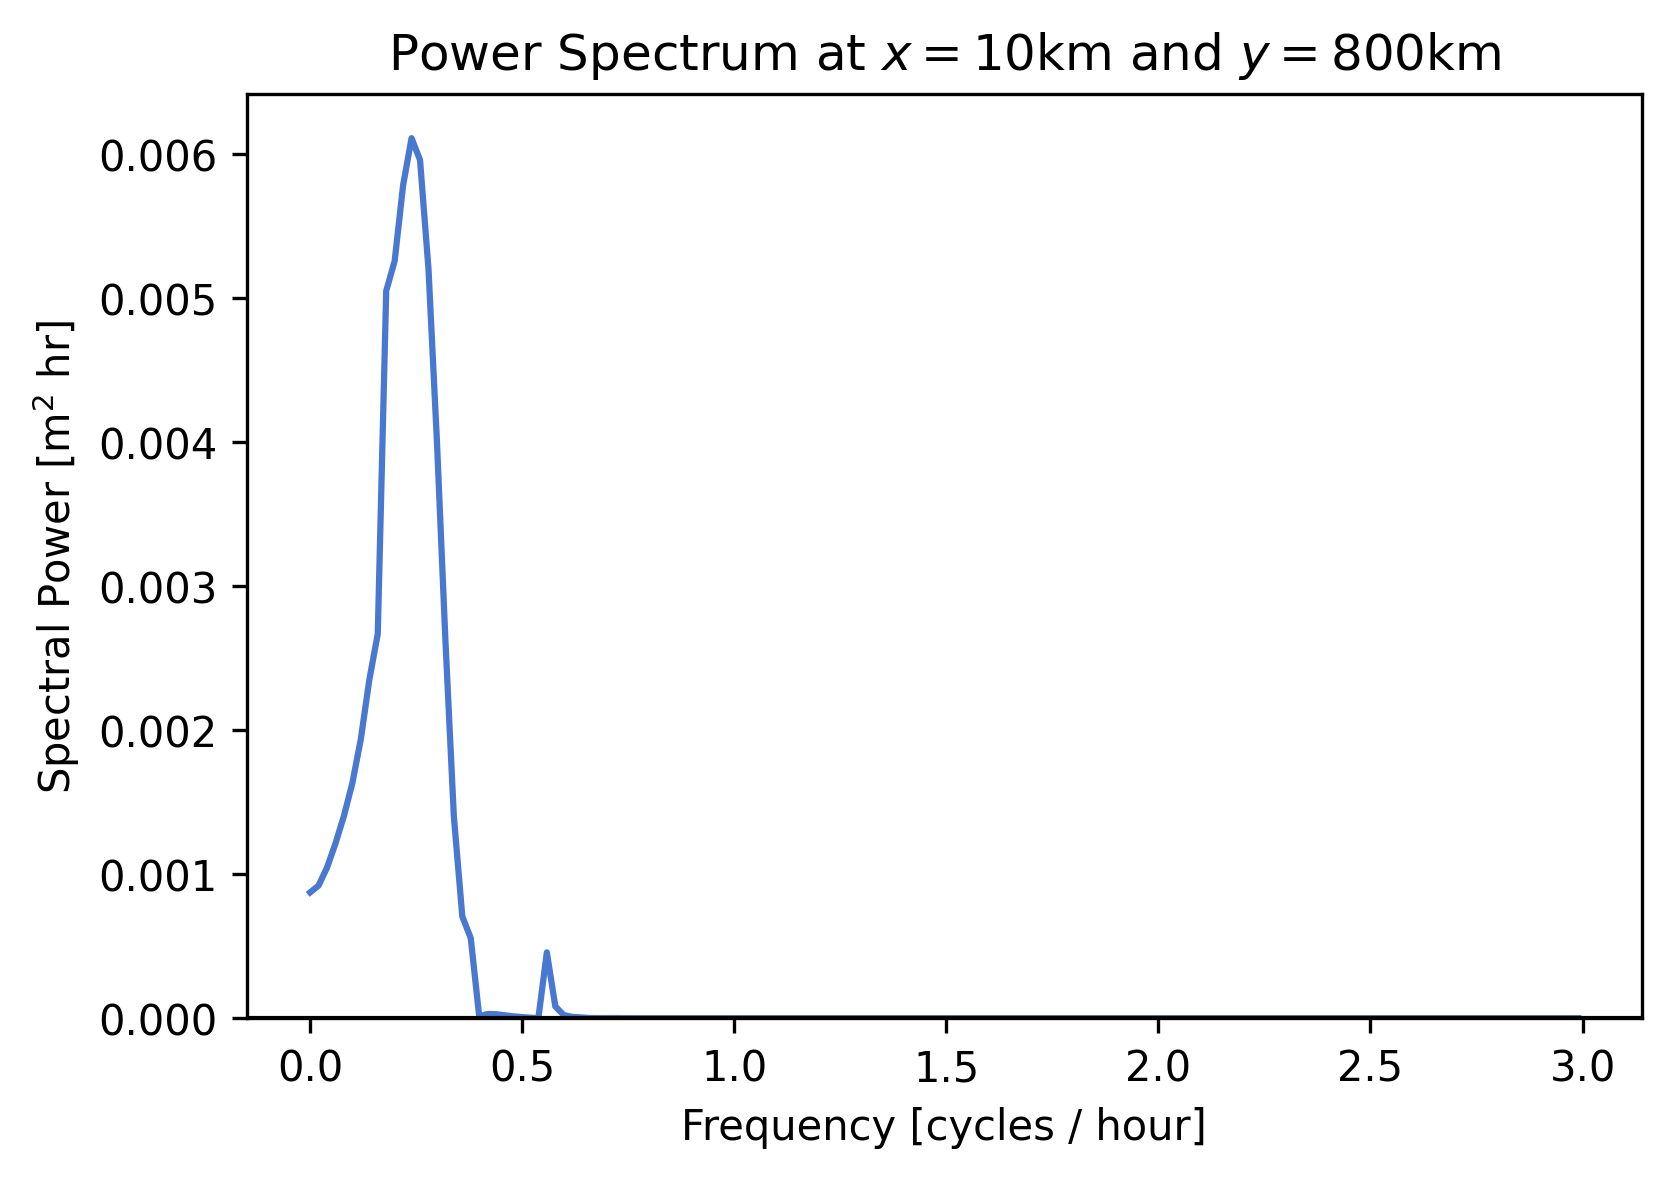 Power Spectrum at x = 10km and y = 800km
0.006
0.005
0.004
0.003
0.002
0.001
0.000
Spectral Power [m² hr]
0.0 0.5 1.0 1.5 2.0 2.5 3.0
Frequency [cycles / hour]